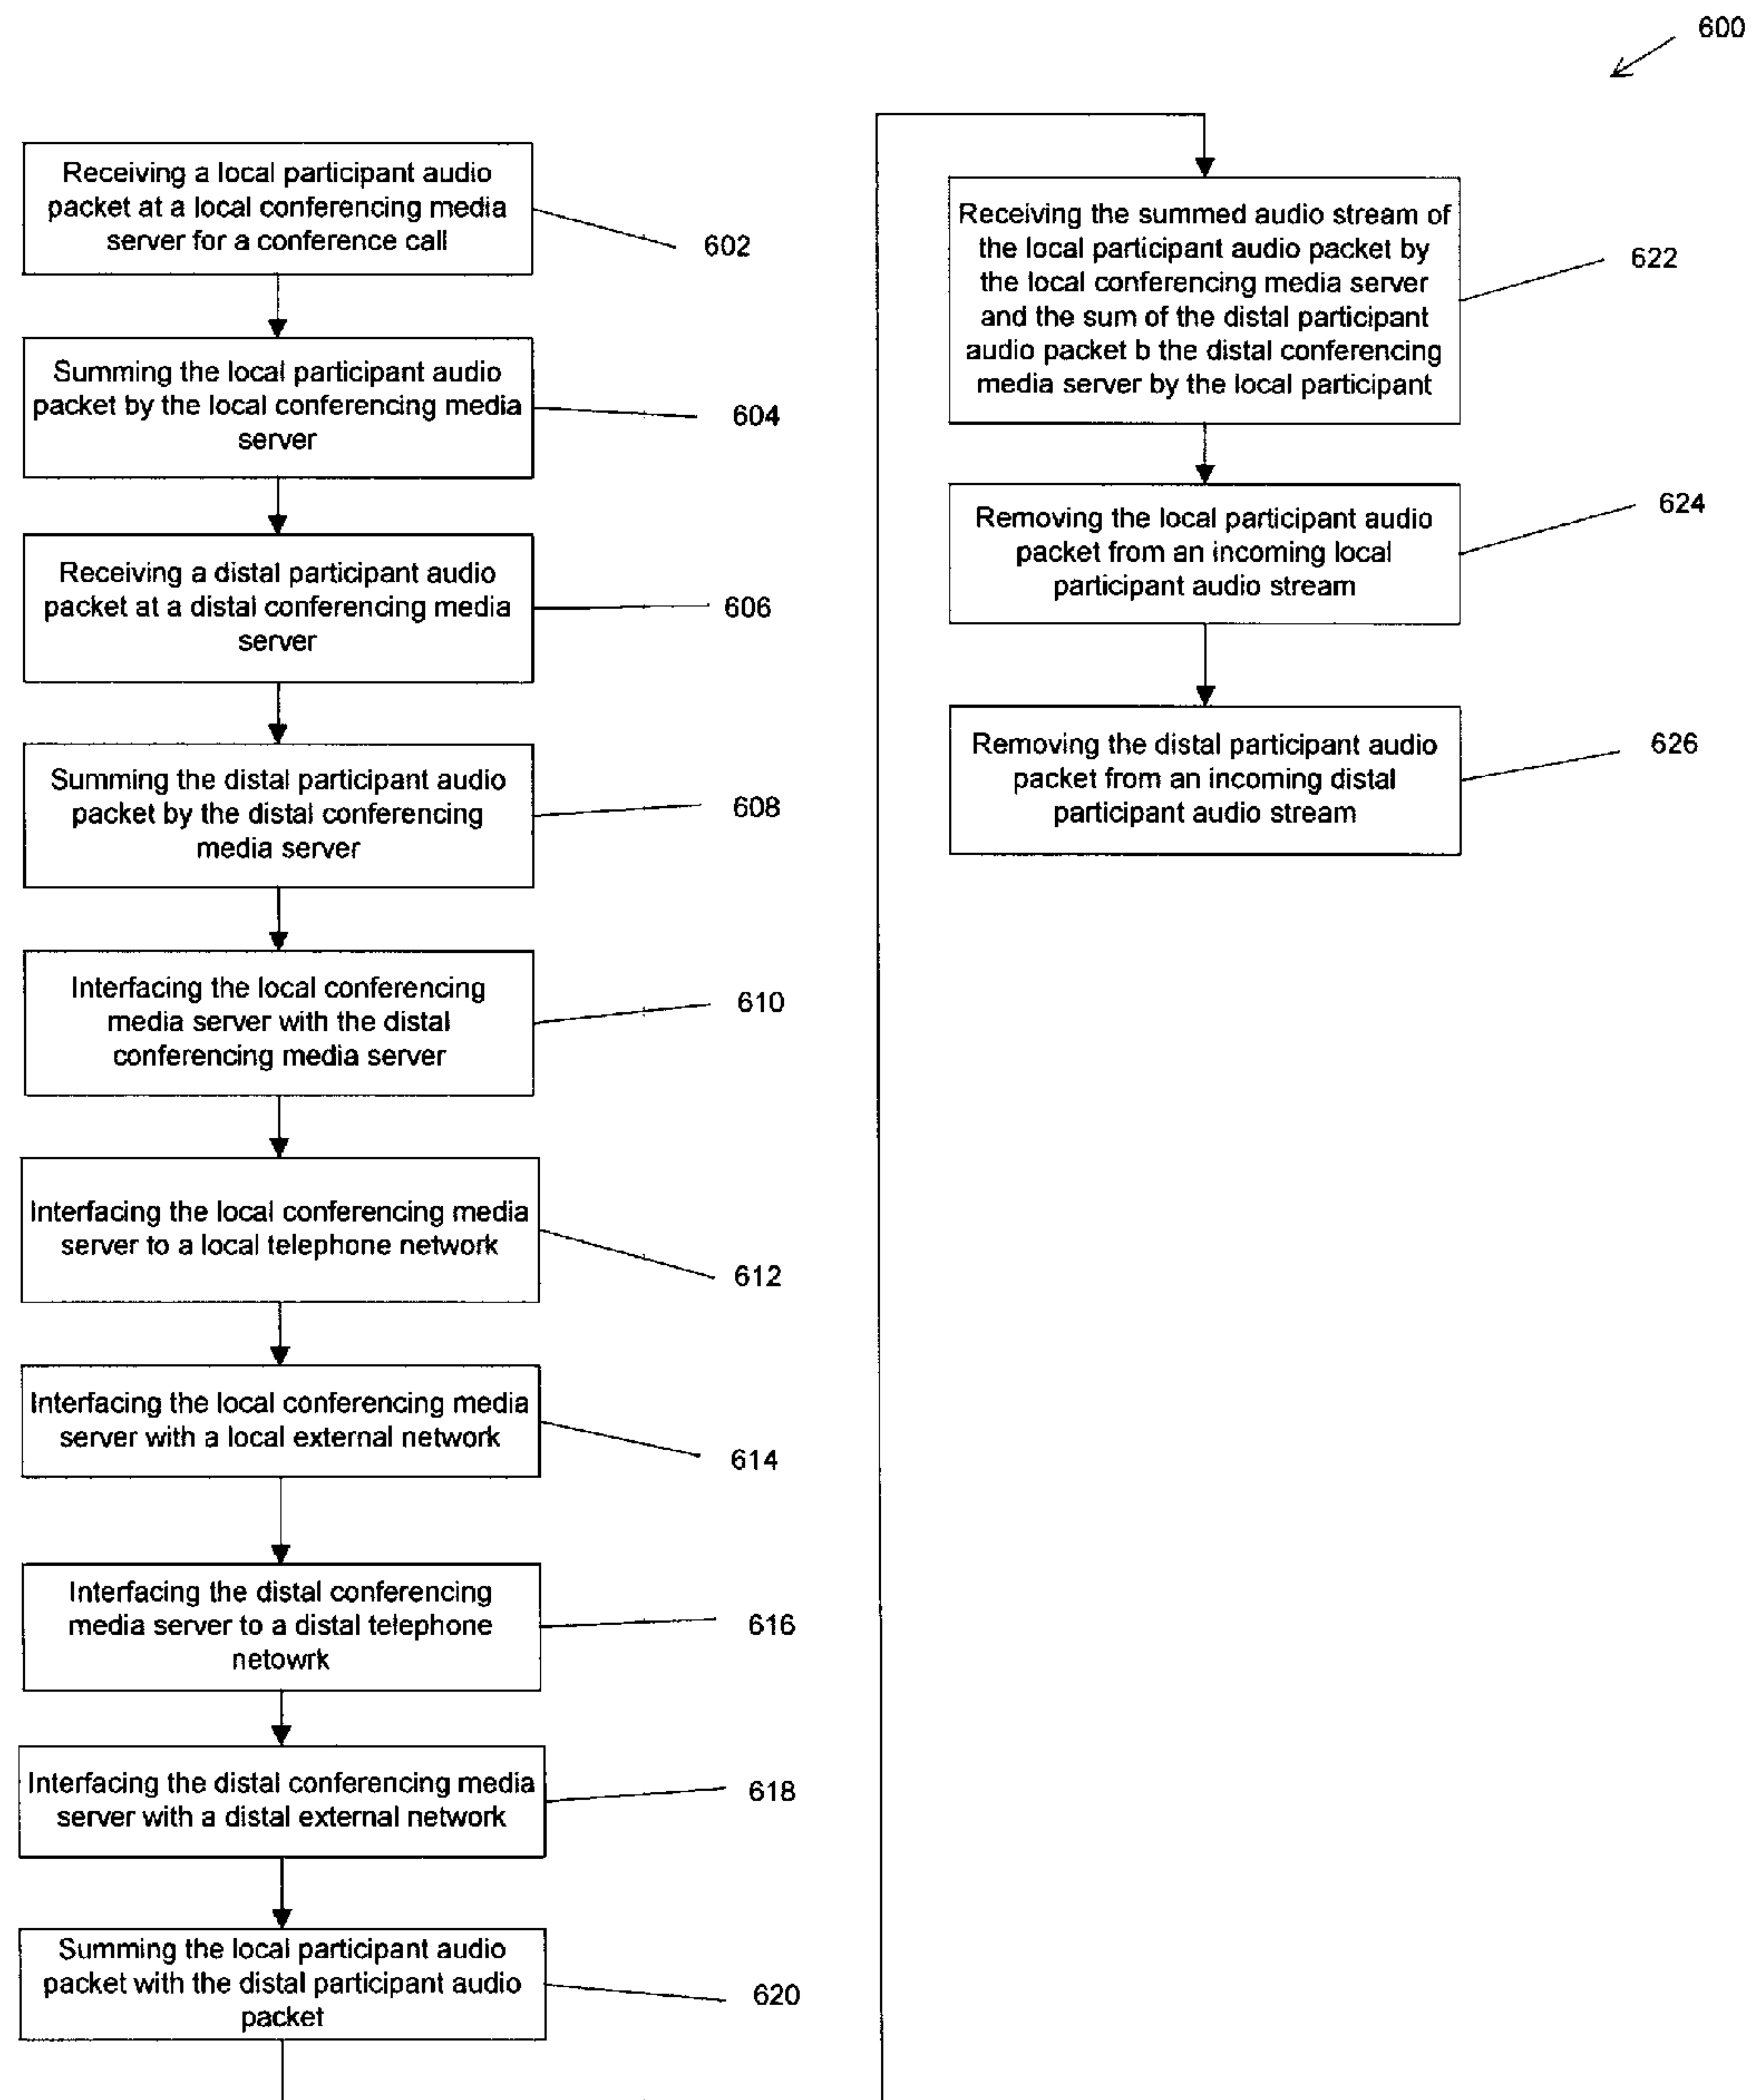 600
Receiving a local participant audio
packet at a local conferencing media
server for a conference call
602
Summing the local participant audio
packet by the local conferencing media
server
604
Receiving a distal participant audio
packet at a distal conferencing media
server
606
Summing the distal participant audio
packet by the distal conferencing
media server
608
Interfacing the local conferencing
media server with the distal
conferencing media server
610
Interfacing the local conferencing media
server to a local telephone network
612
Interfacing the local conferencing media
server with a local external network
614
Interfacing the distal conferencing
media server to a distal telephone
netowrk
616
Interfacing the distal conferencing media
server with a distal external network
618
Summing the local participant audio
packet with the distal participant audio
packet
620
Receiving the summed audio stream of
the local participant audio packet by
the local conferencing media server
and the sum of the distal participant
audio packet b the distal conferencing
media server by the local participant
622
Removing the local participant audio
packet from an incoming local
participant audio stream
624
Removing the distal participant audio
packet from an incoming distal
participant audio stream
626